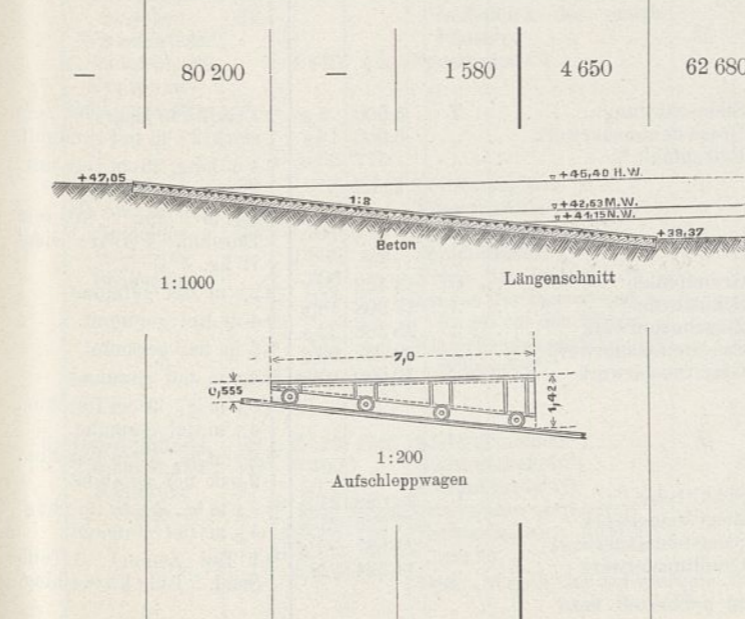 — 80 200 — 1 580 4 650 62 680
+47,05
+45,40 H.W.
1:8
+42,53 M.W.
+41,15 N.W.
+38,37
Beton
1:1000 Längenschnitt
7,0
0,555
1,42
1:200
Aufschleppwagen